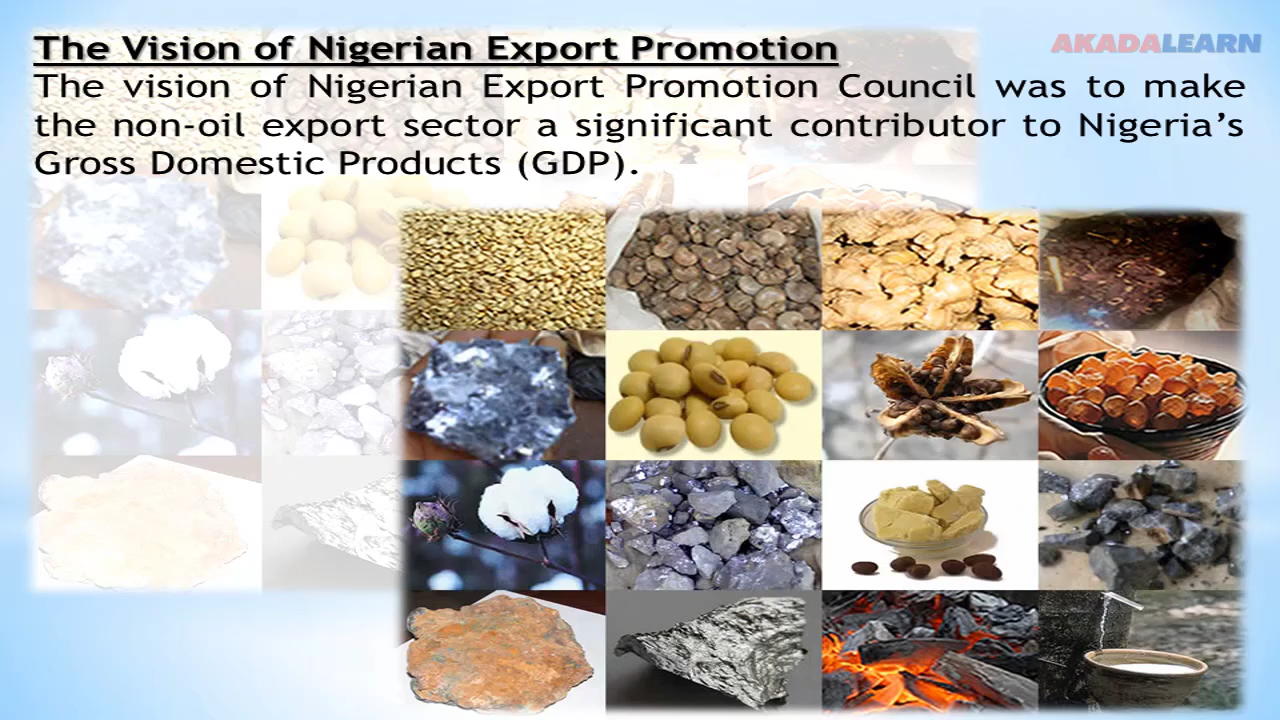 The Vision of Nigerian Export Promotion
AKADALEARN
The vision of Nigerian Export Promotion Council was to make
the non-oil export sector a significant contributor to Nigeria’s
Gross Domestic Products (GDP).